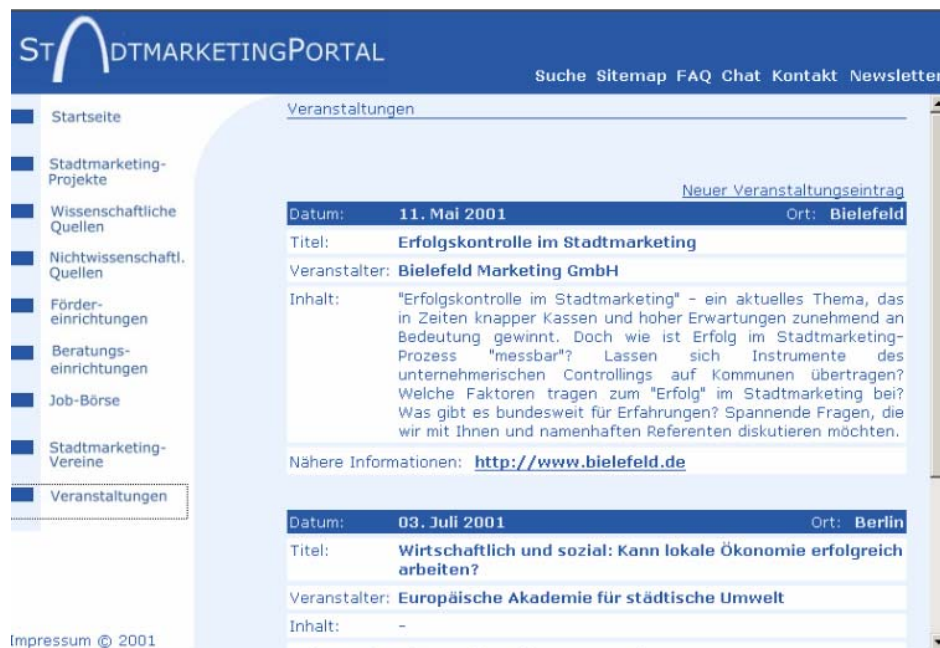 STADTMARKETINGPORTAL
Suche Sitemap FAQ Chat Kontakt Newsletter
Startseite
Stadtmarketing-
Projekte
Wissenschaftliche
Quellen
Nichtwissenschaftl.
Quellen
Förder-
einrichtungen
Beratungs-
einrichtungen
Job-Börse
Stadtmarketing-
Vereine
Veranstaltungen
Impressum © 2001
Veranstaltungen
Neuer Veranstaltungseintrag
Datum: 11. Mai 2001 Ort: Bielefeld
Titel: Erfolgskontrolle im Stadtmarketing
Veranstalter: Bielefeld Marketing GmbH
Inhalt: "Erfolgskontrolle im Stadtmarketing" - ein aktuelles Thema, das
in Zeiten knapper Kassen und hoher Erwartungen zunehmend an
Bedeutung gewinnt. Doch wie ist Erfolg im Stadtmarketing-
Prozess "messbar"? Lassen sich Instrumente des
unternehmerischen Controllings auf Kommunen übertragen?
Welche Faktoren tragen zum "Erfolg" im Stadtmarketing bei?
Was gibt es bundesweit für Erfahrungen? Spannende Fragen, die
wir mit Ihnen und namenhaften Referenten diskutieren möchten.
Nähere Informationen: http://www.bielefeld.de
Datum: 03. Juli 2001 Ort: Berlin
Titel: Wirtschaftlich und sozial: Kann lokale Ökonomie erfolgreich
arbeiten?
Veranstalter: Europäische Akademie für städtische Umwelt
Inhalt: -